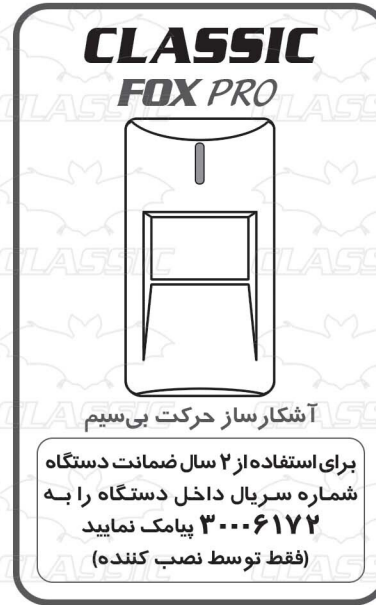 CLASSIC
FOX PRO
آشکارساز حرکت بی‌سیم
برای استفاده از ۲ سال ضمانت دستگاه
شماره سریال داخل دستگاه را به
۳۰۰۰۶۱۷۲ پیامک نمایید
(فقط توسط نصب کننده)